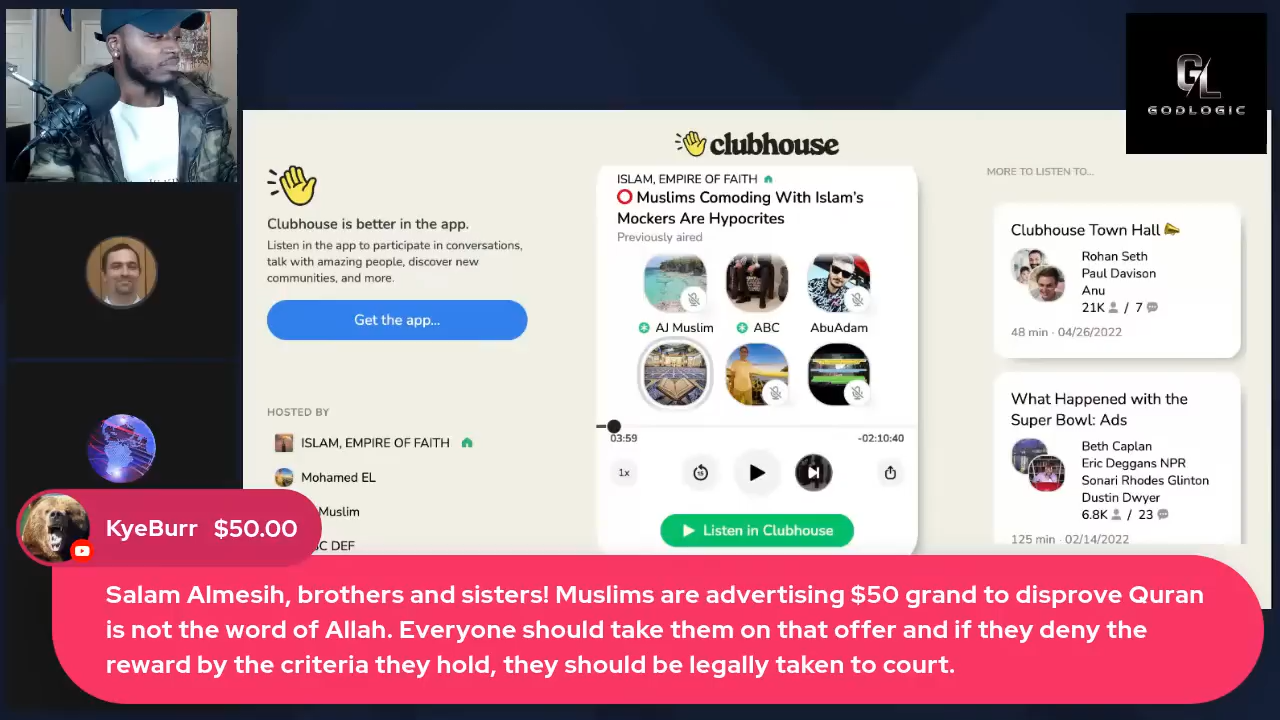 GL
GODLOGIC
clubhouse
Clubhouse is better in the app.
Listen in the app to participate in conversations,
talk with amazing people, discover new
communities, and more.
Get the app...
HOSTED BY
ISLAM, EMPIRE OF FAITH
Mohamed EL
Muslim
C DEF
ISLAM, EMPIRE OF FAITH
Muslims Comoding With Islam's
Mockers Are Hypocrites
Previously aired
AJ Muslim
ABC
AbuAdam
03:59
-02:10:40
1x
15
Listen in Clubhouse
MORE TO LISTEN TO...
Clubhouse Town Hall
Rohan Seth
Paul Davison
Anu
21K / 7
48 min · 04/26/2022
What Happened with the
Super Bowl: Ads
Beth Caplan
Eric Deggans NPR
Sonari Rhodes Glinton
Dustin Dwyer
6.8K / 23
125 min · 02/14/2022
KyeBurr $50.00
Salam Almesih, brothers and sisters! Muslims are advertising $50 grand to disprove Quran
is not the word of Allah. Everyone should take them on that offer and if they deny the
reward by the criteria they hold, they should be legally taken to court.